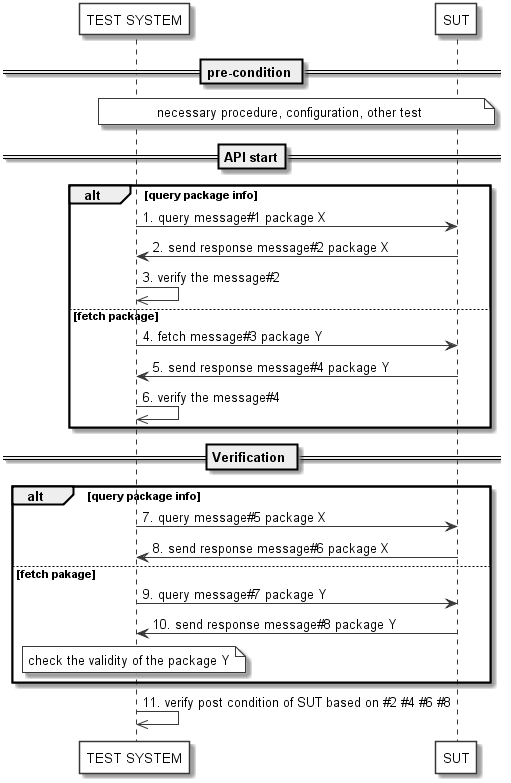 TEST SYSTEM SUT
pre-condition
necessary procedure, configuration, other test
API start
alt [query package info]
1. query message#1 package X
2. send response message#2 package X
3. verify the message#2
[fetch package]
4. fetch message#3 package Y
5. send response message#4 package Y
6. verify the message#4
Verification
alt [query package info]
7. query message#5 package X
8. send response message#6 package X
[fetch pakage]
9. query message#7 package Y
10. send response message#8 package Y
check the validity of the package Y
11. verify post condition of SUT based on #2 #4 #6 #8
TEST SYSTEM SUT